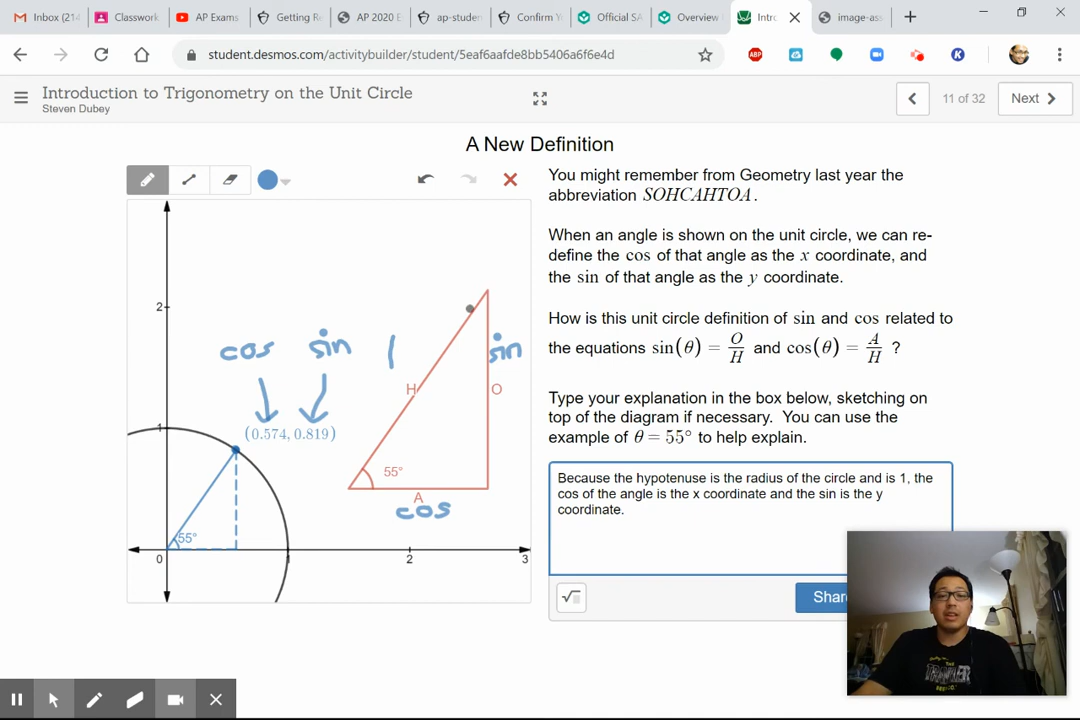 Inbox (214
Classwork
AP Exams
Getting Re
AP 2020 E
ap-studen
Confirm Yo
Official SA
Overview
Intro
image-ass
student.desmos.com/activitybuilder/student/5eaf6aafde8bb5406a6f6e4d
ABP
K
Introduction to Trigonometry on the Unit Circle
Steven Dubey
11 of 32
Next
A New Definition
You might remember from Geometry last year the
abbreviation SOHCAHTOA.
When an angle is shown on the unit circle, we can re-
define the cos of that angle as the x coordinate, and
the sin of that angle as the y coordinate.
How is this unit circle definition of sin and cos related to
the equations sin(θ) = O/H and cos(θ) = A/H ?
Type your explanation in the box below, sketching on
top of the diagram if necessary. You can use the
example of θ = 55° to help explain.
Because the hypotenuse is the radius of the circle and is 1, the
cos of the angle is the x coordinate and the sin is the y
coordinate.
√
Share
2
cos sin 1 sin
H O
(0.574, 0.819)
1
55°
A
cos
55°
0 1 2 3